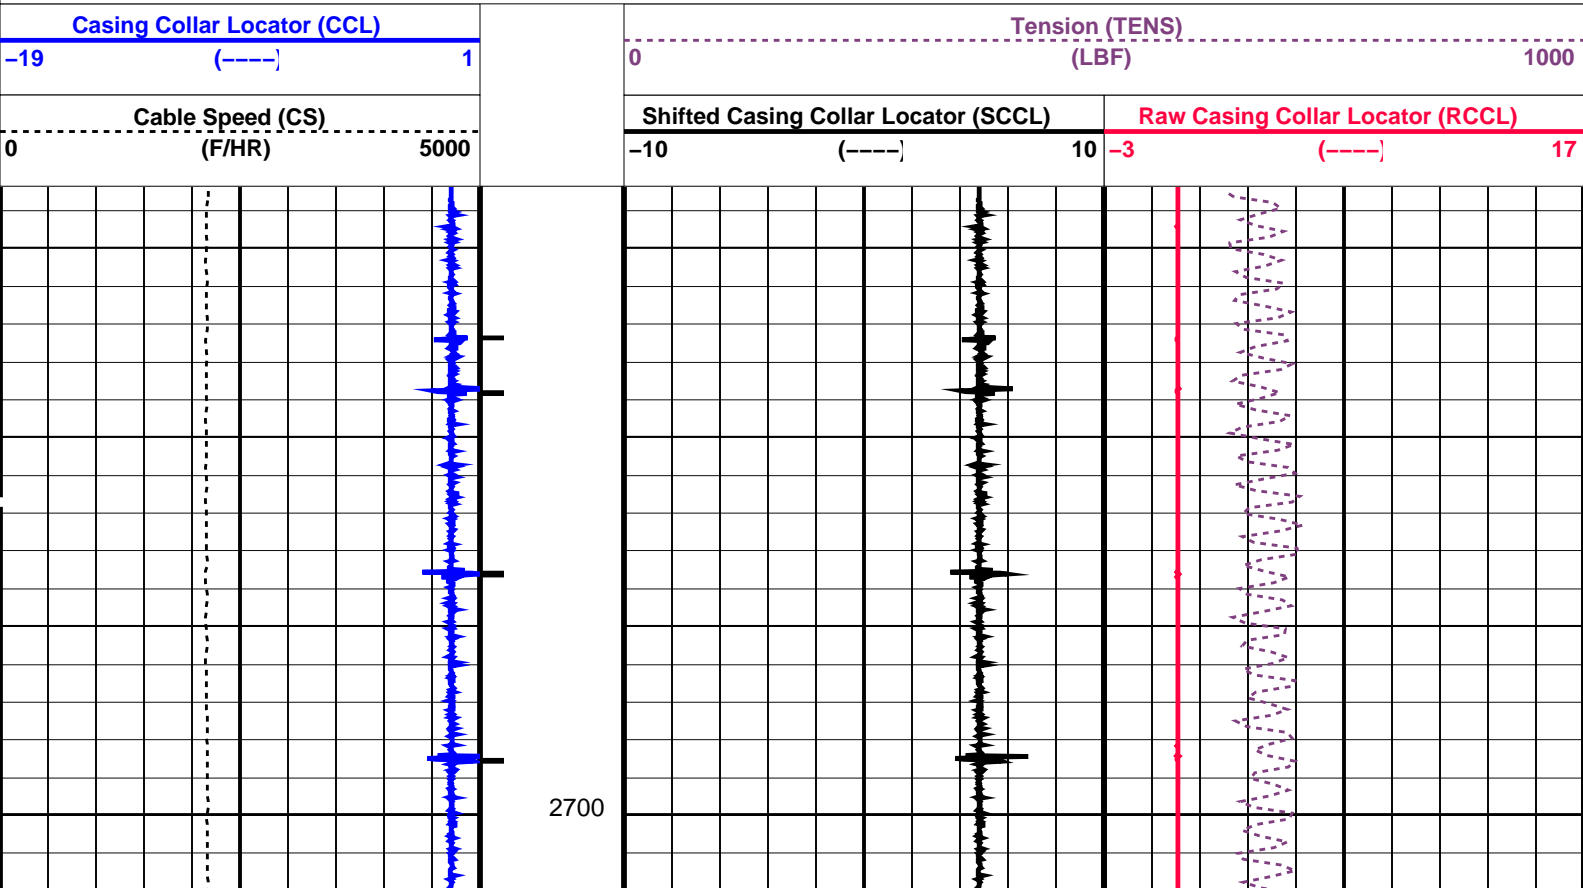 Casing Collar Locator (CCL)
−19 (−−−−) 1
Tension (TENS)
0 (LBF) 1000
Cable Speed (CS)
0 (F/HR) 5000
Shifted Casing Collar Locator (SCCL)
−10 (−−−−) 10
Raw Casing Collar Locator (RCCL)
−3 (−−−−) 17
2700